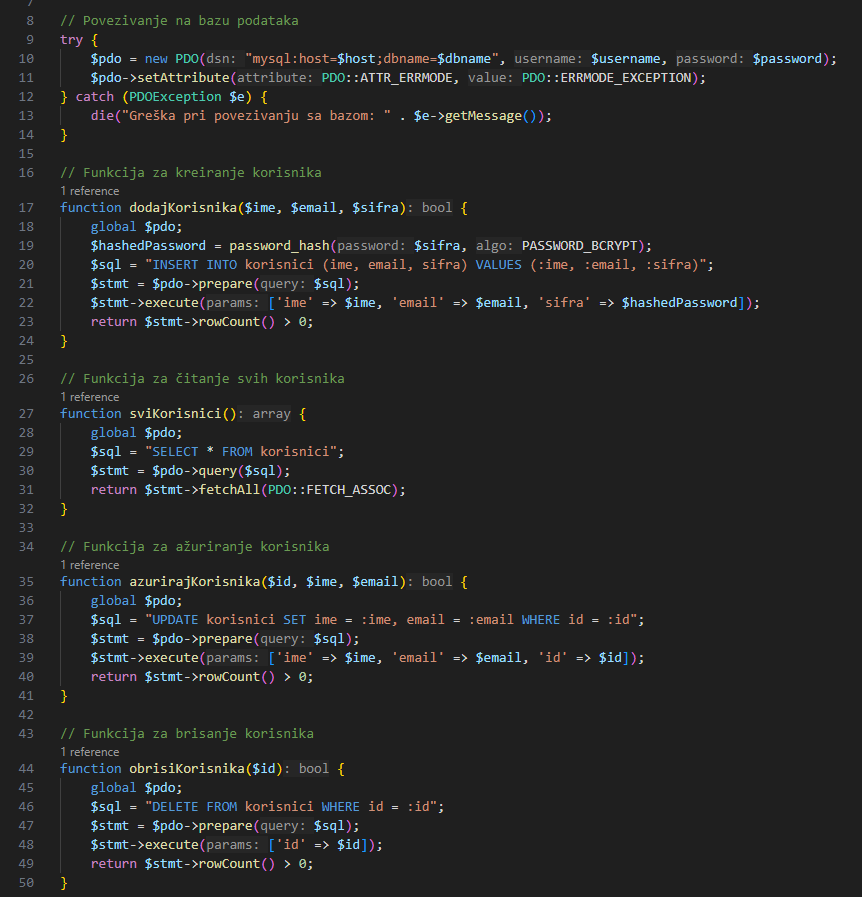 7
8 // Povezivanje na bazu podataka
9 try {
10 $pdo = new PDO(dsn: "mysql:host=$host;dbname=$dbname", username: $username, password: $password);
11 $pdo->setAttribute(attribute: PDO::ATTR_ERRMODE, value: PDO::ERRMODE_EXCEPTION);
12 } catch (PDOException $e) {
13 die("Greška pri povezivanju sa bazom: " . $e->getMessage());
14 }
15
16 // Funkcija za kreiranje korisnika
1 reference
17 function dodajKorisnika($ime, $email, $sifra): bool {
18 global $pdo;
19 $hashedPassword = password_hash(password: $sifra, algo: PASSWORD_BCRYPT);
20 $sql = "INSERT INTO korisnici (ime, email, sifra) VALUES (:ime, :email, :sifra)";
21 $stmt = $pdo->prepare(query: $sql);
22 $stmt->execute(params: ['ime' => $ime, 'email' => $email, 'sifra' => $hashedPassword]);
23 return $stmt->rowCount() > 0;
24 }
25
26 // Funkcija za čitanje svih korisnika
1 reference
27 function sviKorisnici(): array {
28 global $pdo;
29 $sql = "SELECT * FROM korisnici";
30 $stmt = $pdo->query($sql);
31 return $stmt->fetchAll(PDO::FETCH_ASSOC);
32 }
33
34 // Funkcija za ažuriranje korisnika
1 reference
35 function azurirajKorisnika($id, $ime, $email): bool {
36 global $pdo;
37 $sql = "UPDATE korisnici SET ime = :ime, email = :email WHERE id = :id";
38 $stmt = $pdo->prepare(query: $sql);
39 $stmt->execute(params: ['ime' => $ime, 'email' => $email, 'id' => $id]);
40 return $stmt->rowCount() > 0;
41 }
42
43 // Funkcija za brisanje korisnika
1 reference
44 function obrisiKorisnika($id): bool {
45 global $pdo;
46 $sql = "DELETE FROM korisnici WHERE id = :id";
47 $stmt = $pdo->prepare(query: $sql);
48 $stmt->execute(params: ['id' => $id]);
49 return $stmt->rowCount() > 0;
50 }